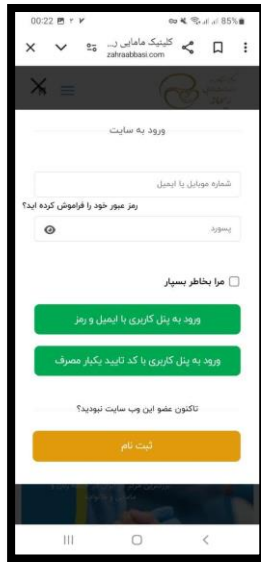 00:22
85%
کلینیک مامایی ز...
zahraabbasi.com
ورود به سایت
شماره موبایل یا ایمیل
رمز عبور خود را فراموش کرده اید؟
پسورد
مرا بخاطر بسپار
ورود به پنل کاربری با ایمیل و رمز
ورود به پنل کاربری با کد تایید یکبار مصرف
تاکنون عضو این وب سایت نبودید؟
ثبت نام